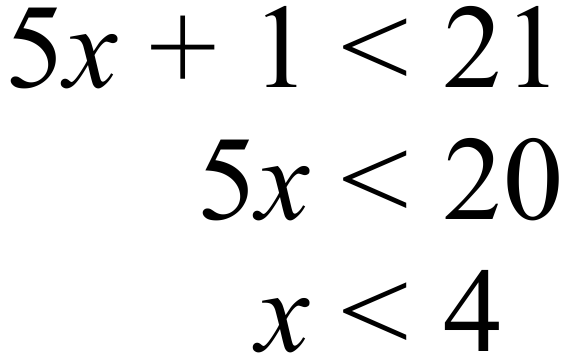 5x + 1 < 21
5x < 20
x < 4